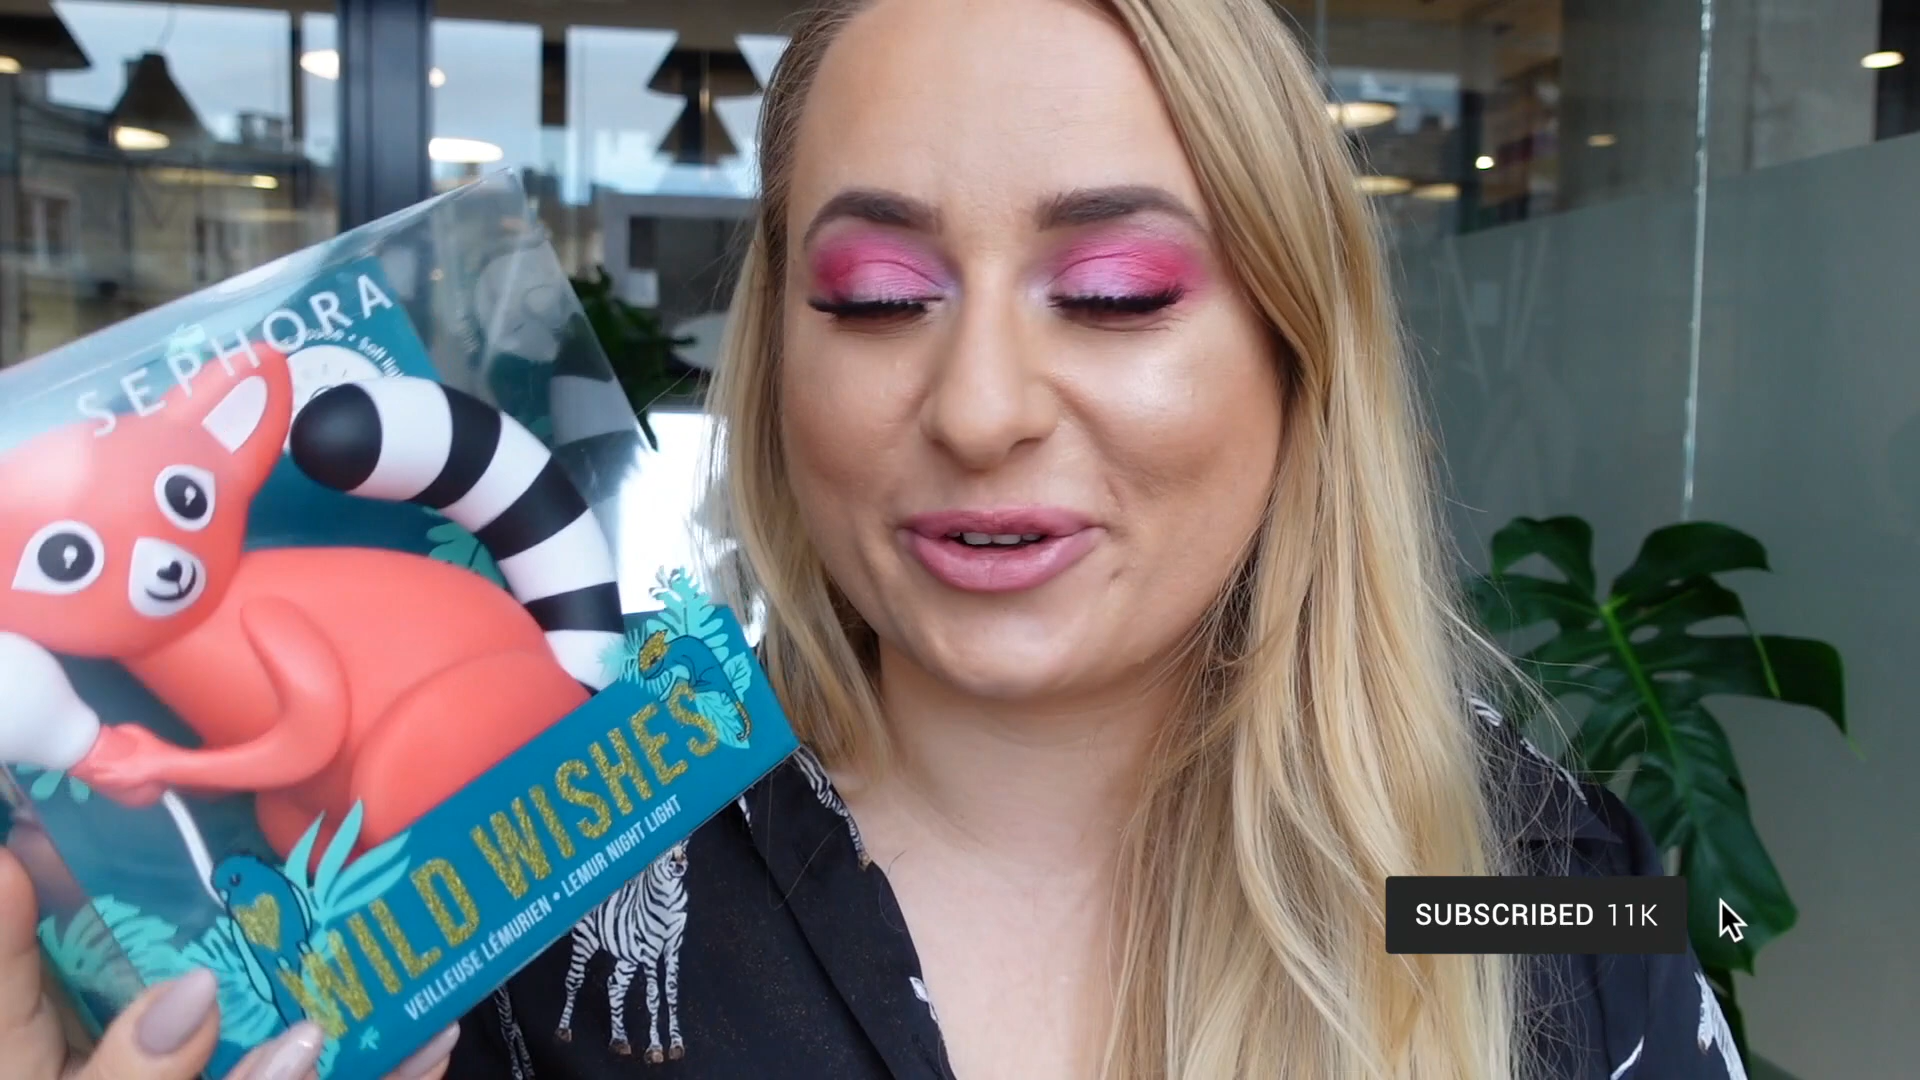 SEPHORA
WILD WISHES
VEILLEUSE LÉMURIEN • LEMUR NIGHT LIGHT
SUBSCRIBED 11K